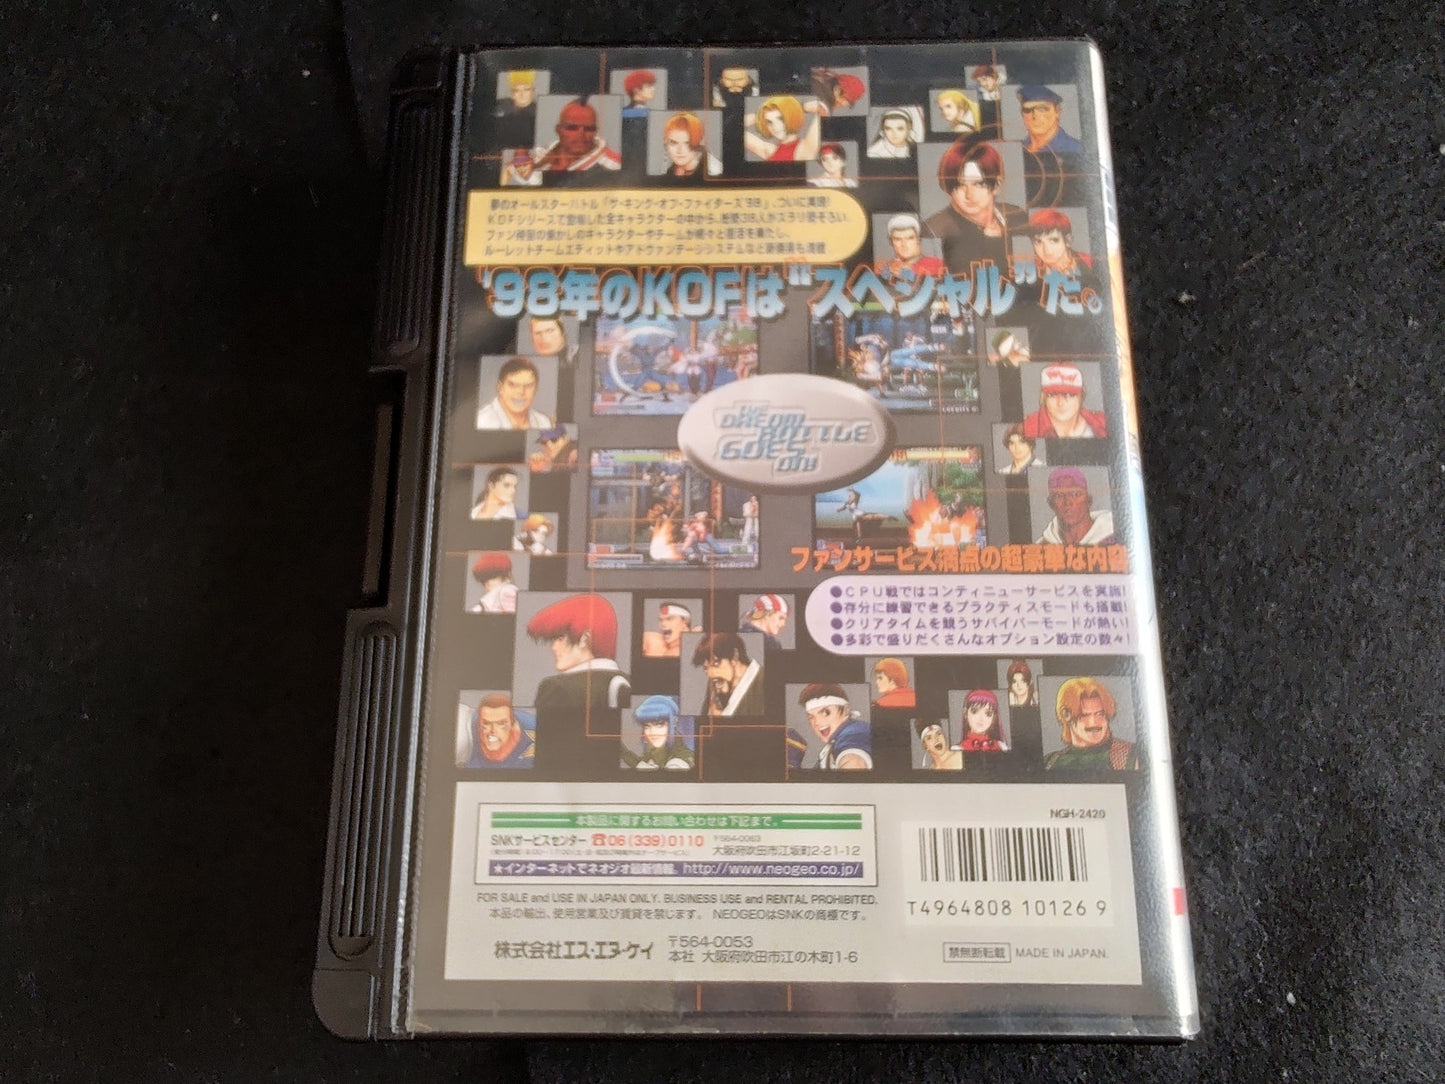 夢のオールスターバトル「ザ・キング・オブ・ファイターズ'98」、ついに実現!
KOFシリーズで登場した全キャラクターの中から、総勢38人がズラリ勢ぞろい。
ファン待望の懐かしのキャラクターやチームが続々と復活を果たし、
ルーレットチームエディットやアドヴァンテージシステムなど新要素も満載
'98年のKOFは“スペシャル”だ。
THE
DREAM
BATTLE
GOES
ON!
ファンサービス満点の超豪華な内容
●CPU戦ではコンティニューサービスを実施!
●存分に練習できるプラクティスモードも搭載!
●クリアタイムを競うサバイバーモードが熱い!
●多彩で盛りだくさんなオプション設定の数々!
NGH-2420
本製品に関するお問い合わせは下記まで。
SNKサービスセンター ☎06(339)0110 〒564-0063
大阪府吹田市江坂町2-21-12
★インターネットでネオジオ最新情報。http://www.neogeo.co.jp/
FOR SALE and USE IN JAPAN ONLY. BUSINESS USE and RENTAL PROHIBITED.
本品の輸出、使用営業及び賃貸を禁じます。 NEOGEOはSNKの商標です。
株式会社エス・エヌ・ケイ 〒564-0053
本社 大阪府吹田市江の木町1-6
T4964808 101269
禁無断転載 MADE IN JAPAN.